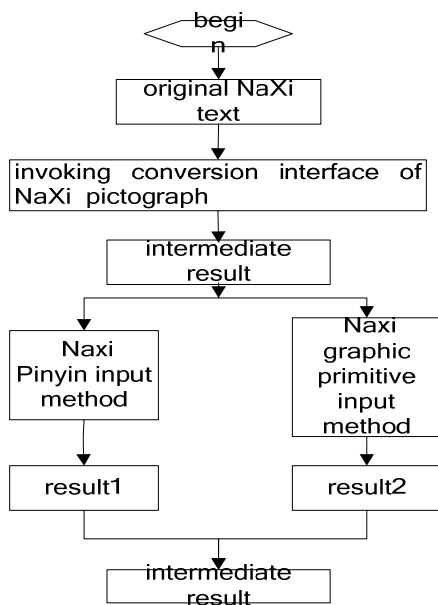 begi
n
original NaXi
text
invoking conversion interface of
NaXi pictograph
intermediate
result
Naxi
Pinyin input
method
Naxi
graphic
primitive
input
method
result1
result2
intermediate
result